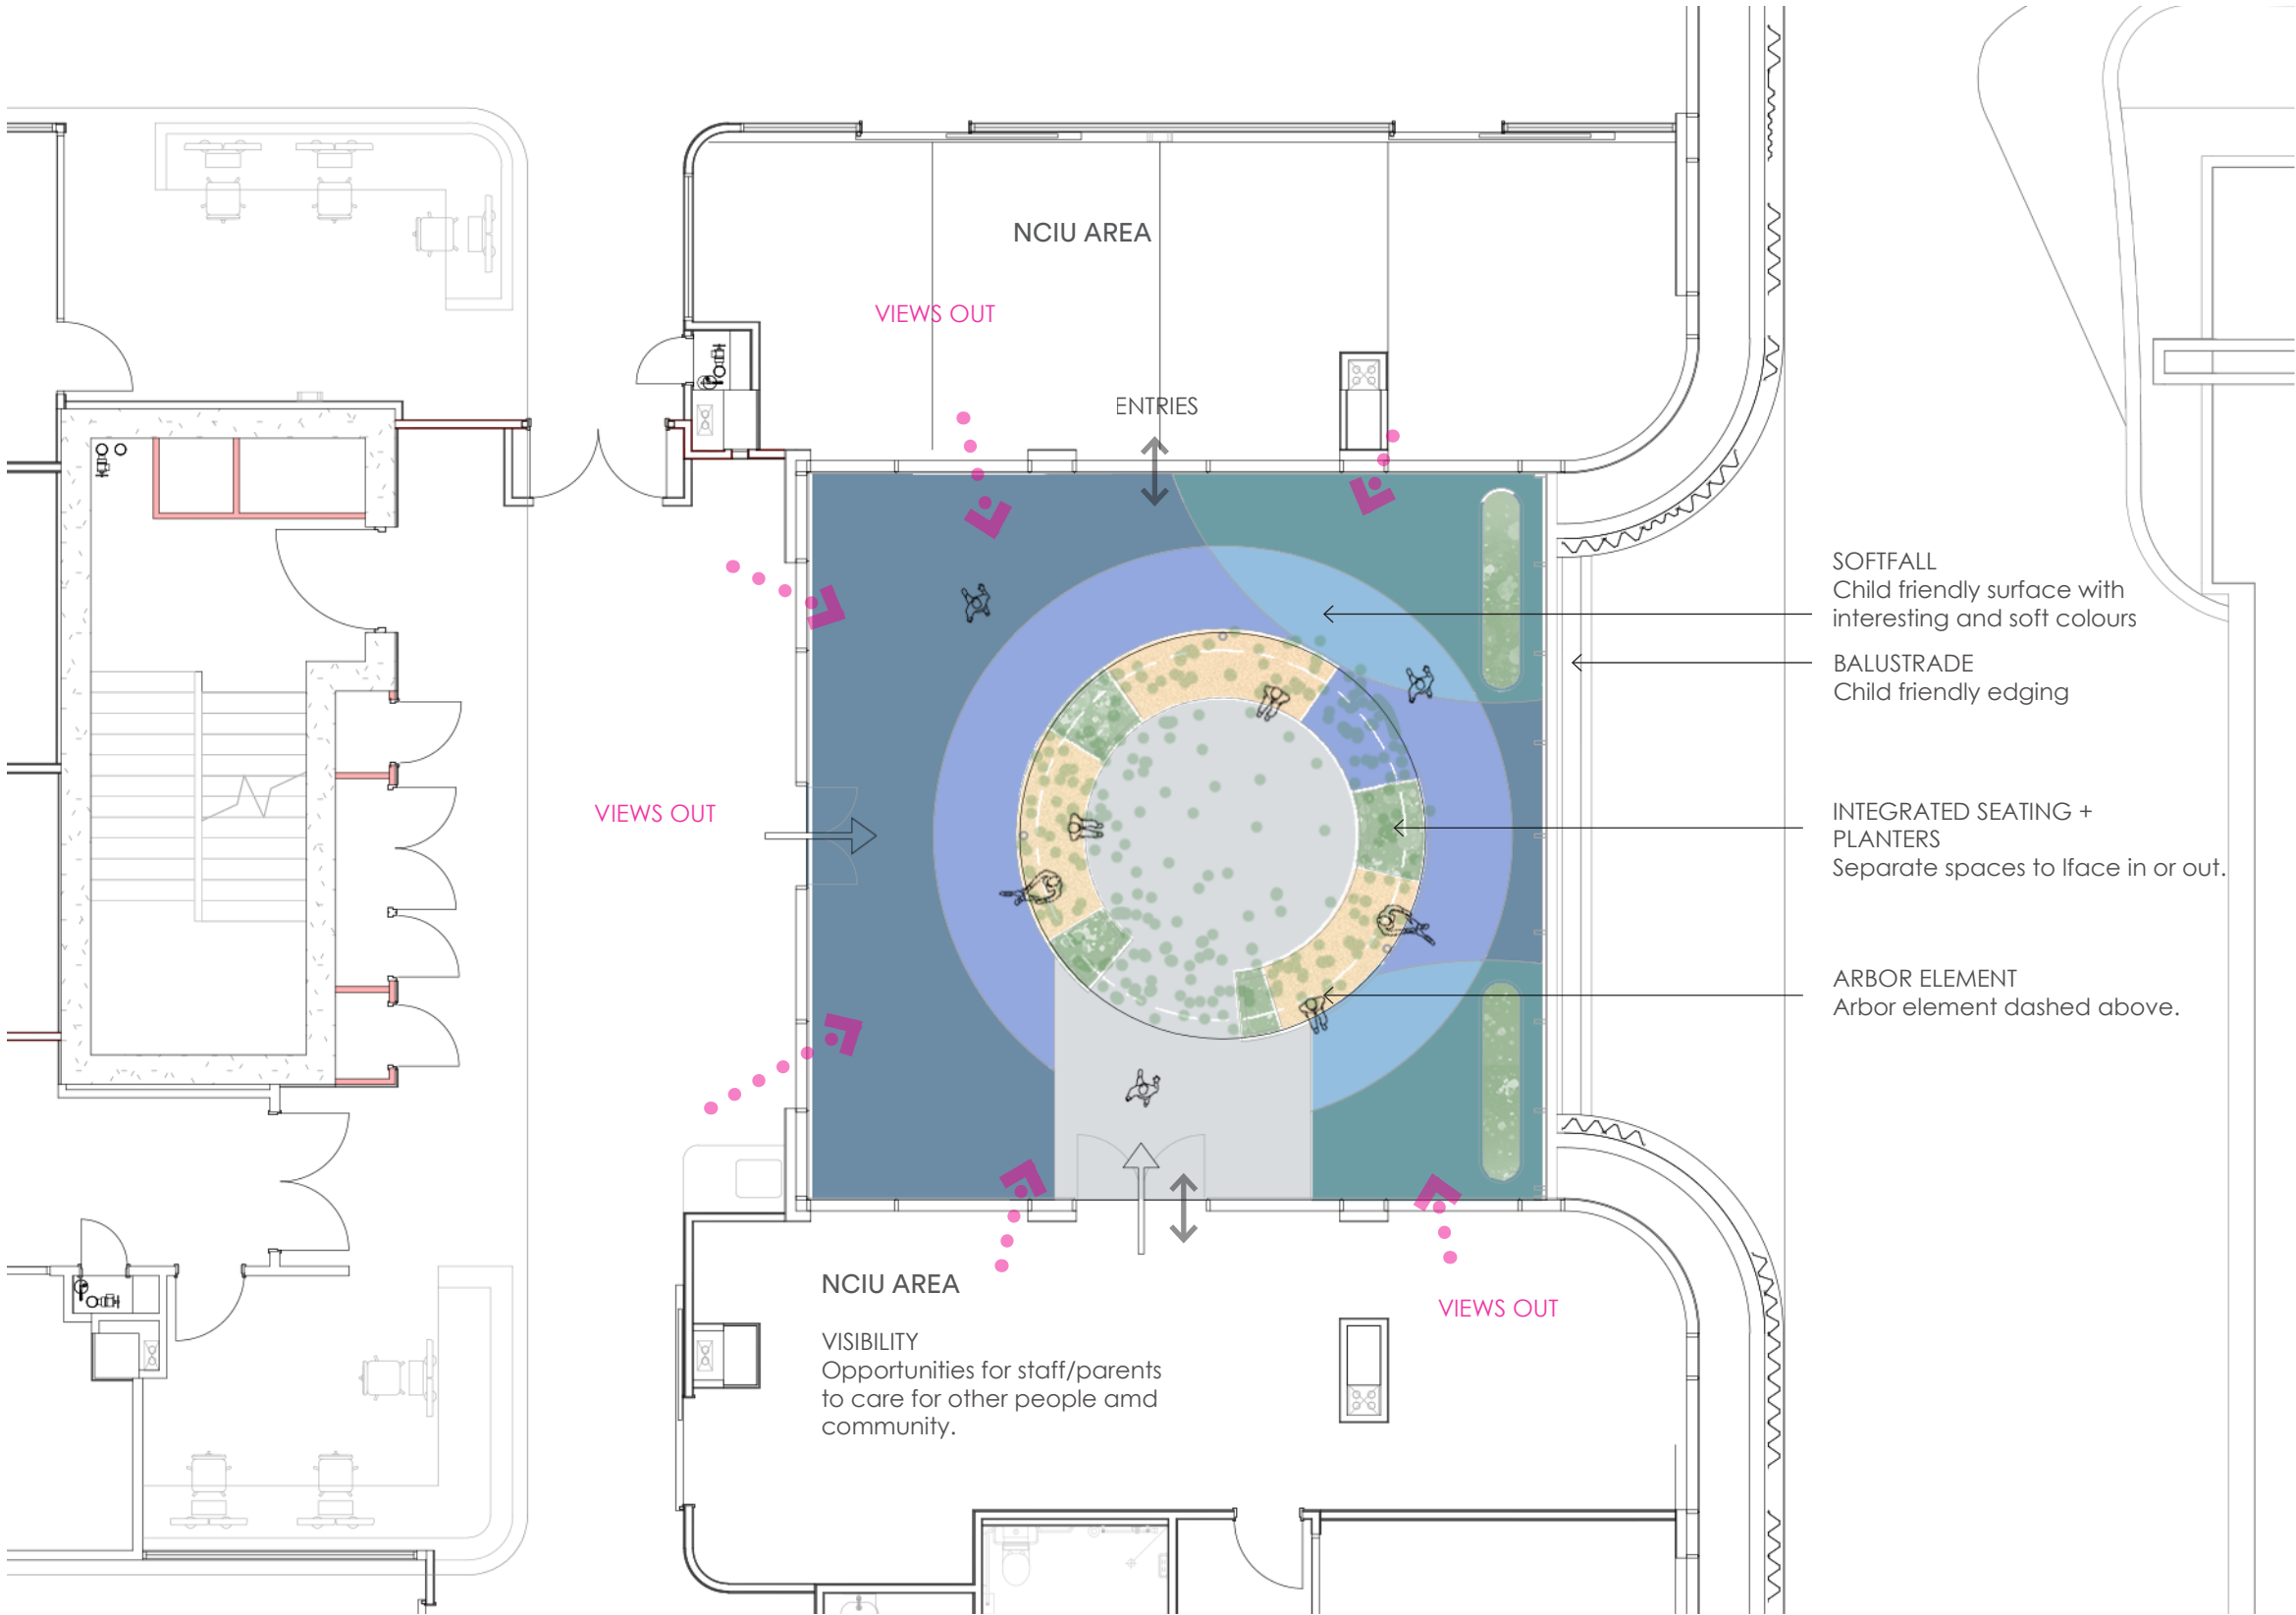 NCIU AREA
VIEWS OUT
ENTRIES
SOFTFALL
Child friendly surface with
interesting and soft colours
BALUSTRADE
Child friendly edging
VIEWS OUT
INTEGRATED SEATING +
PLANTERS
Separate spaces to Iface in or out.
ARBOR ELEMENT
Arbor element dashed above.
NCIU AREA
VIEWS OUT
VISIBILITY
Opportunities for staff/parents
to care for other people amd
community.